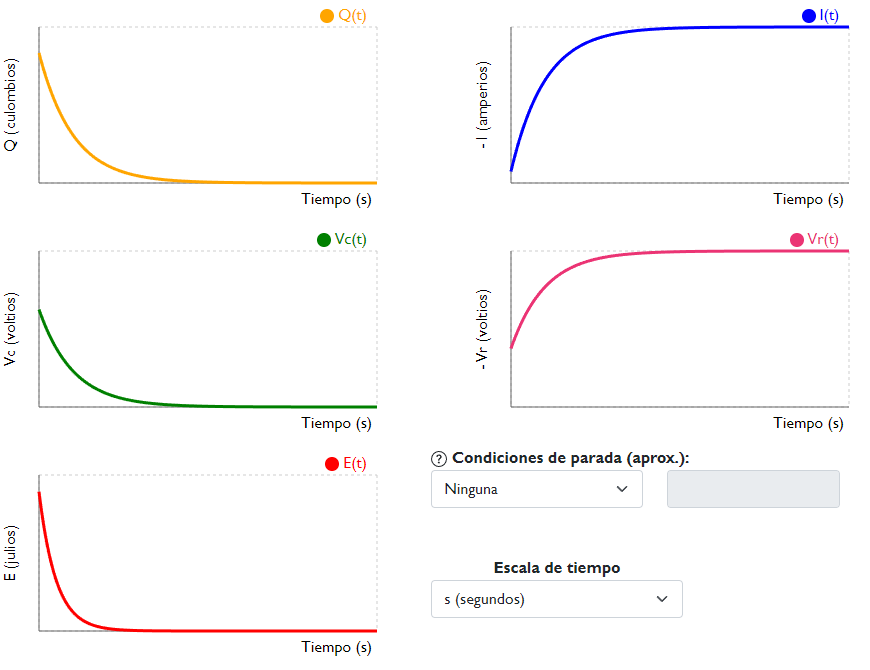 Q(t)
Q ( culombios)
Tiempo (s)
I(t)
- I (amperios)
Tiempo (s)
Vc(t)
Vc (voltios)
Tiempo (s)
Vr(t)
- Vr (voltios)
Tiempo (s)
E(t)
E (julios)
Tiempo (s)
? Condiciones de parada (aprox.):
Ninguna
Escala de tiempo
s (segundos)